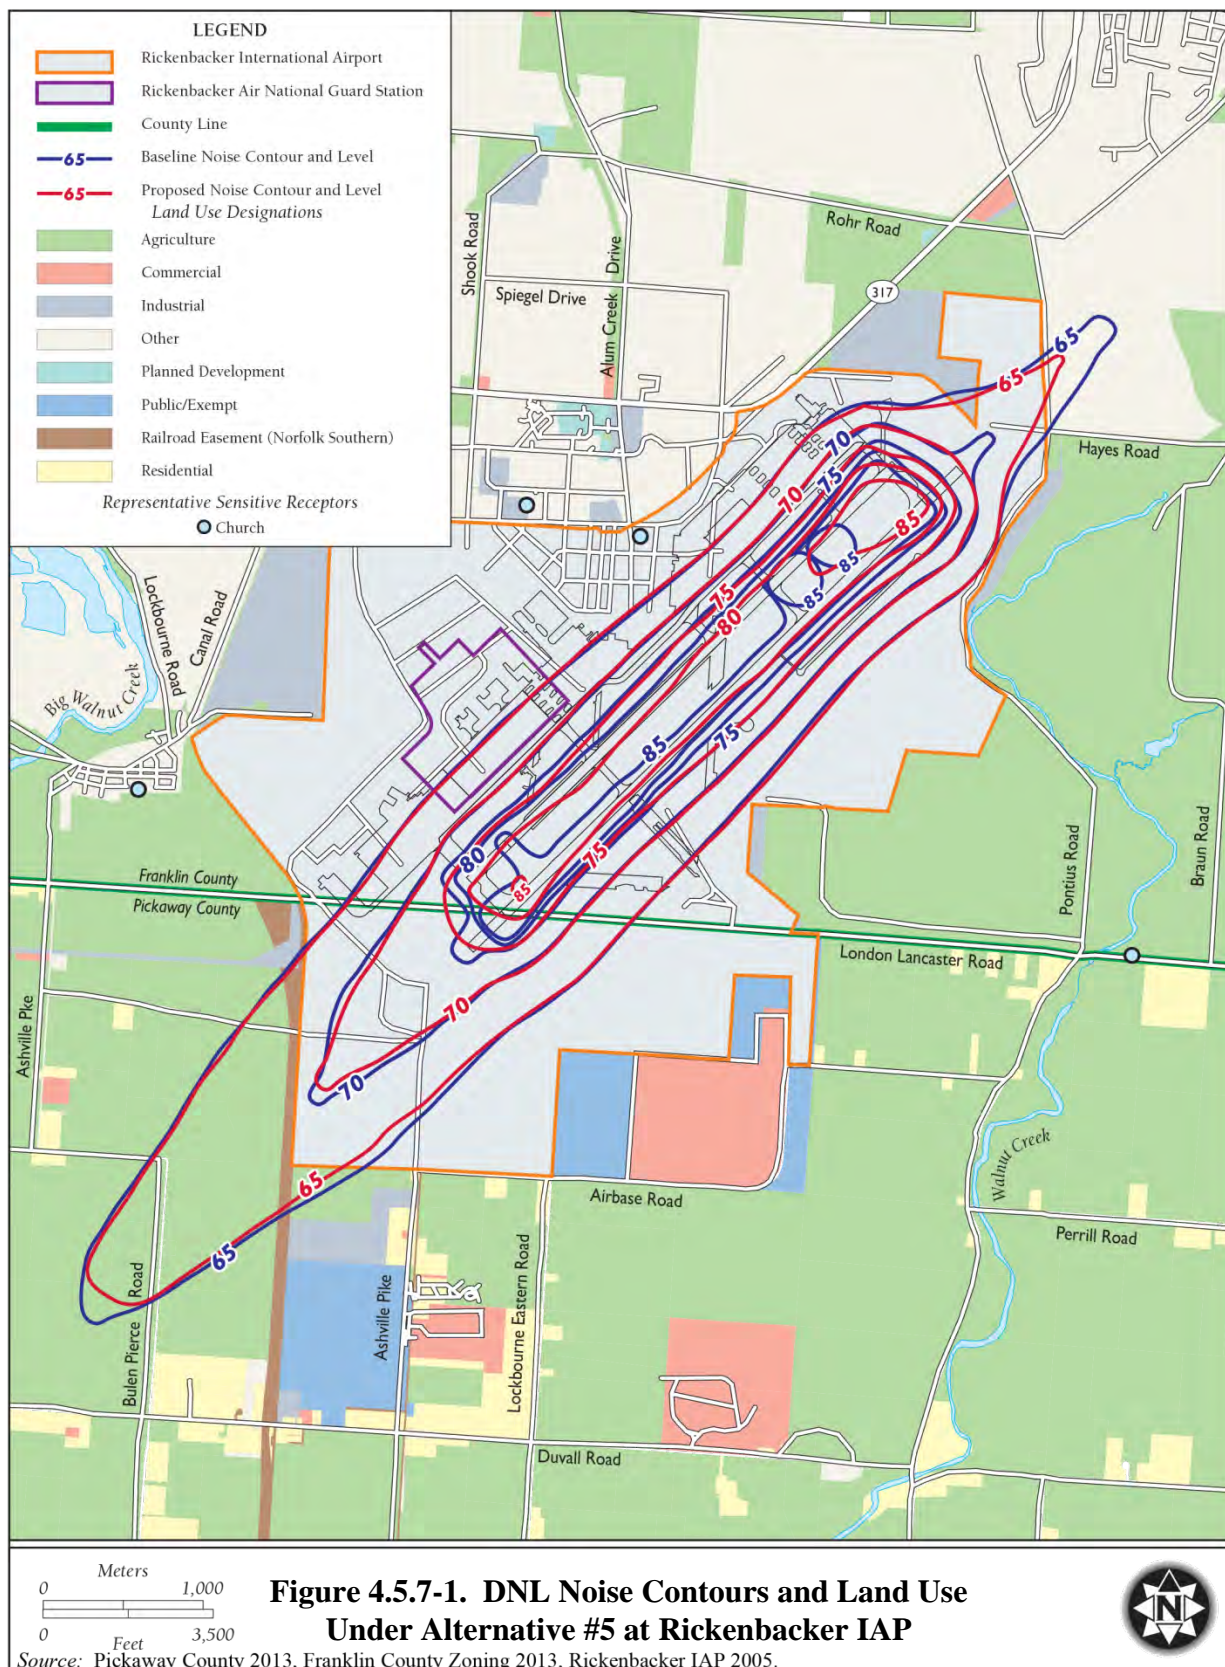 LEGEND
Rickenbacker International Airport
Rickenbacker Air National Guard Station
County Line
65 Baseline Noise Contour and Level
65 Proposed Noise Contour and Level
Land Use Designations
Agriculture
Commercial
Industrial
Other
Planned Development
Public/Exempt
Railroad Easement (Norfolk Southern)
Residential
Representative Sensitive Receptors
Church
Rohr Road
Shook Road
Alum Creek Drive
Spiegel Drive
317
65
65
Hayes Road
70
75
70
85
85
85
75
80
Lockbourne Road
Canal Road
Big Walnut Creek
85
75
80
75
85
Franklin County
Pickaway County
London Lancaster Road
Pontius Road
Braun Road
Ashville Pke
70
70
Walnut Creek
65
65
Airbase Road
Perrill Road
Bulen Pierce Road
Ashville Pike
Lockbourne Eastern Road
Duvall Road
Meters
0 1,000
0 3,500
Feet
Figure 4.5.7-1. DNL Noise Contours and Land Use
Under Alternative #5 at Rickenbacker IAP
N
Source: Pickaway County 2013, Franklin County Zoning 2013, Rickenbacker IAP 2005.